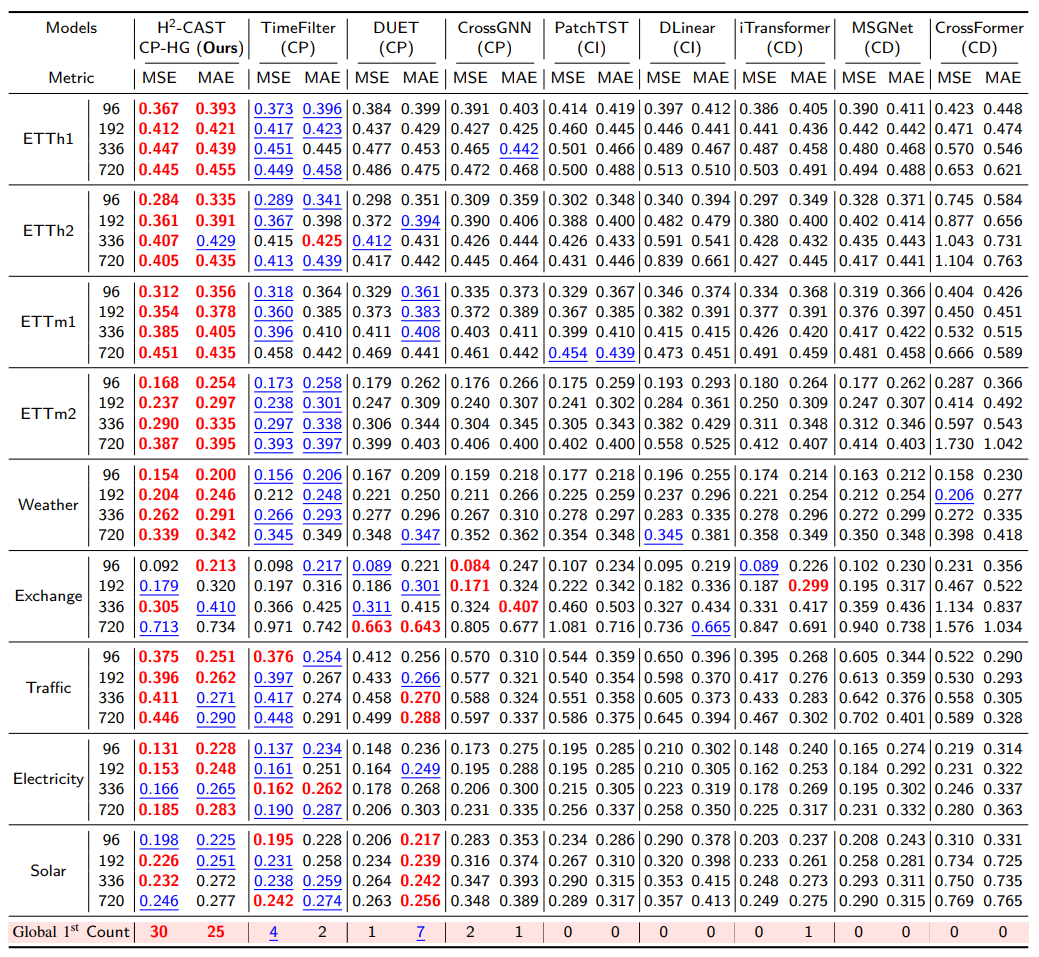 Models H²-CAST TimeFilter DUET CrossGNN PatchTST DLinear iTransformer MSGNet CrossFormer
CP-HG (Ours) (CP) (CP) (CP) (CI) (CI) (CD) (CD) (CD)
Metric MSE MAE MSE MAE MSE MAE MSE MAE MSE MAE MSE MAE MSE MAE MSE MAE MSE MAE
ETTh1
96 0.367 0.393 0.373 0.396 0.384 0.399 0.391 0.403 0.414 0.419 0.397 0.412 0.386 0.405 0.390 0.411 0.423 0.448
192 0.412 0.421 0.417 0.423 0.437 0.429 0.427 0.425 0.460 0.445 0.446 0.441 0.441 0.436 0.442 0.442 0.471 0.474
336 0.447 0.439 0.451 0.445 0.477 0.453 0.465 0.442 0.501 0.466 0.489 0.467 0.487 0.458 0.480 0.468 0.570 0.546
720 0.445 0.455 0.449 0.458 0.486 0.475 0.472 0.468 0.500 0.488 0.513 0.510 0.503 0.491 0.494 0.488 0.653 0.621
ETTh2
96 0.284 0.335 0.289 0.341 0.298 0.351 0.309 0.359 0.302 0.348 0.340 0.394 0.297 0.349 0.328 0.371 0.745 0.584
192 0.361 0.391 0.367 0.398 0.372 0.394 0.390 0.406 0.388 0.400 0.482 0.479 0.380 0.400 0.402 0.414 0.877 0.656
336 0.407 0.429 0.415 0.425 0.412 0.431 0.426 0.444 0.426 0.433 0.591 0.541 0.428 0.432 0.435 0.443 1.043 0.731
720 0.405 0.435 0.413 0.439 0.417 0.442 0.445 0.464 0.431 0.446 0.839 0.661 0.427 0.445 0.417 0.441 1.104 0.763
ETTm1
96 0.312 0.356 0.318 0.364 0.329 0.361 0.335 0.373 0.329 0.367 0.346 0.374 0.334 0.368 0.319 0.366 0.404 0.426
192 0.354 0.378 0.360 0.385 0.373 0.383 0.372 0.389 0.367 0.385 0.382 0.391 0.377 0.391 0.376 0.397 0.450 0.451
336 0.385 0.405 0.396 0.410 0.411 0.408 0.403 0.411 0.399 0.410 0.415 0.415 0.426 0.420 0.417 0.422 0.532 0.515
720 0.451 0.435 0.458 0.442 0.469 0.441 0.461 0.442 0.454 0.439 0.473 0.451 0.491 0.459 0.481 0.458 0.666 0.589
ETTm2
96 0.168 0.254 0.173 0.258 0.179 0.262 0.176 0.266 0.175 0.259 0.193 0.293 0.180 0.264 0.177 0.262 0.287 0.366
192 0.237 0.297 0.238 0.301 0.247 0.309 0.240 0.307 0.241 0.302 0.284 0.361 0.250 0.309 0.247 0.307 0.414 0.492
336 0.290 0.335 0.297 0.338 0.306 0.344 0.304 0.345 0.305 0.343 0.382 0.429 0.311 0.348 0.312 0.346 0.597 0.543
720 0.387 0.395 0.393 0.397 0.399 0.403 0.406 0.400 0.402 0.400 0.558 0.525 0.412 0.407 0.414 0.403 1.730 1.042
Weather
96 0.154 0.200 0.156 0.206 0.167 0.209 0.159 0.218 0.177 0.218 0.196 0.255 0.174 0.214 0.163 0.212 0.158 0.230
192 0.204 0.246 0.212 0.248 0.221 0.250 0.211 0.266 0.225 0.259 0.237 0.296 0.221 0.254 0.212 0.254 0.206 0.277
336 0.262 0.291 0.266 0.293 0.277 0.296 0.267 0.310 0.278 0.297 0.283 0.335 0.278 0.296 0.272 0.299 0.272 0.335
720 0.339 0.342 0.345 0.349 0.348 0.347 0.352 0.362 0.354 0.348 0.345 0.381 0.358 0.349 0.350 0.348 0.398 0.418
Exchange
96 0.092 0.213 0.098 0.217 0.089 0.221 0.084 0.247 0.107 0.234 0.095 0.219 0.089 0.226 0.102 0.230 0.231 0.356
192 0.179 0.320 0.197 0.316 0.186 0.301 0.171 0.324 0.222 0.342 0.182 0.336 0.187 0.299 0.195 0.317 0.467 0.522
336 0.305 0.410 0.366 0.425 0.311 0.415 0.324 0.407 0.460 0.503 0.327 0.434 0.331 0.417 0.359 0.436 1.134 0.837
720 0.713 0.734 0.971 0.742 0.663 0.643 0.805 0.677 1.081 0.716 0.736 0.665 0.847 0.691 0.940 0.738 1.576 1.034
Traffic
96 0.375 0.251 0.376 0.254 0.412 0.256 0.570 0.310 0.544 0.359 0.650 0.396 0.395 0.268 0.605 0.344 0.522 0.290
192 0.396 0.262 0.397 0.267 0.433 0.266 0.577 0.321 0.540 0.354 0.598 0.370 0.417 0.276 0.613 0.359 0.530 0.293
336 0.411 0.271 0.417 0.274 0.458 0.270 0.588 0.324 0.551 0.358 0.605 0.373 0.433 0.283 0.642 0.376 0.558 0.305
720 0.446 0.290 0.448 0.291 0.499 0.288 0.597 0.337 0.586 0.375 0.645 0.394 0.467 0.302 0.702 0.401 0.589 0.328
Electricity
96 0.131 0.228 0.137 0.234 0.148 0.236 0.173 0.275 0.195 0.285 0.210 0.302 0.148 0.240 0.165 0.274 0.219 0.314
192 0.153 0.248 0.161 0.251 0.164 0.249 0.195 0.288 0.195 0.285 0.210 0.305 0.162 0.253 0.184 0.292 0.231 0.322
336 0.166 0.265 0.162 0.262 0.178 0.268 0.206 0.300 0.215 0.305 0.223 0.319 0.178 0.269 0.195 0.302 0.246 0.337
720 0.185 0.283 0.190 0.287 0.206 0.303 0.231 0.335 0.256 0.337 0.258 0.350 0.225 0.317 0.231 0.332 0.280 0.363
Solar
96 0.198 0.225 0.195 0.228 0.206 0.217 0.283 0.353 0.234 0.286 0.290 0.378 0.203 0.237 0.208 0.243 0.310 0.331
192 0.226 0.251 0.231 0.258 0.234 0.239 0.316 0.374 0.267 0.310 0.320 0.398 0.233 0.261 0.258 0.281 0.734 0.725
336 0.232 0.272 0.238 0.259 0.264 0.242 0.347 0.393 0.290 0.315 0.353 0.415 0.248 0.273 0.293 0.311 0.750 0.735
720 0.246 0.277 0.242 0.274 0.263 0.256 0.348 0.389 0.289 0.317 0.357 0.413 0.249 0.275 0.290 0.315 0.769 0.765
Global 1st Count 30 25 4 2 1 7 2 1 0 0 0 0 0 1 0 0 0 0